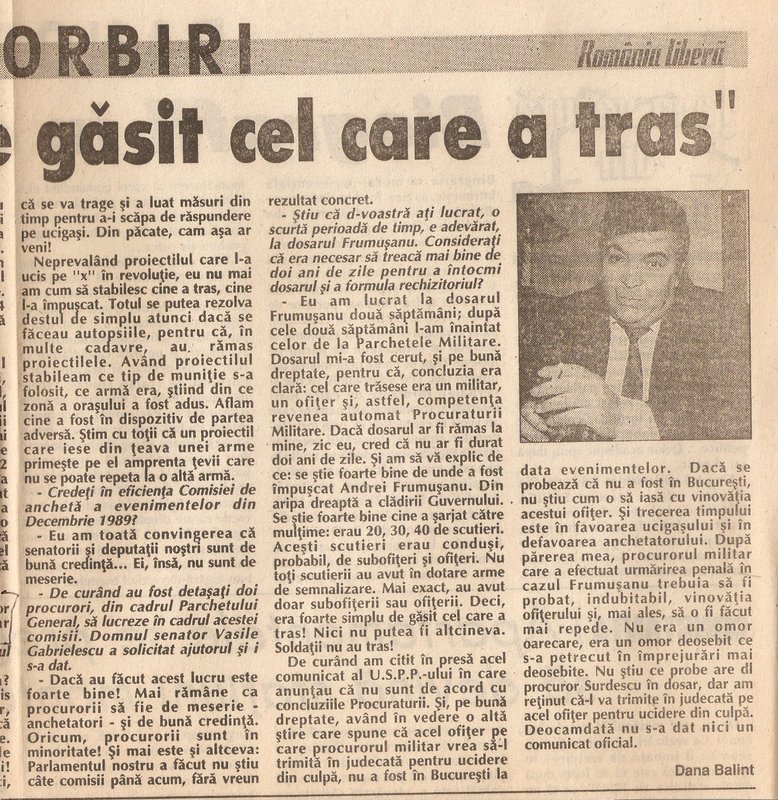 ORBIRI
România liberă
e găsit cel care a tras"
că se va trage şi a luat măsuri din
timp pentru a-i scăpa de răspundere
pe ucigaşi. Din păcate, cam aşa ar
veni!
Neprevalând proiectilul care l-a
ucis pe "x" în revoluţie, eu nu mai
am cum să stabilesc cine a tras, cine
l-a împuşcat. Totul se putea rezolva
destul de simplu atunci dacă se
făceau autopsiile, pentru că, în
multe cadavre, au rămas
proiectilele. Având proiectilul
stabileam ce tip de muniţie s-a
folosit, ce armă era, ştiind din ce
zonă a oraşului a fost adus. Aflam
cine a fost în dispozitiv de partea
adversă. Ştim cu toţii că un proiectil
care iese din ţeava unei arme
primeşte pe el amprenta ţevii care
nu se poate repeta la o altă armă.
- Credeţi în eficienţa Comisiei de
anchetă a evenimentelor din
Decembrie 1989?
- Eu am toată convingerea că
senatorii şi deputaţii noştri sunt de
bună credinţă... Ei, însă, nu sunt de
meserie.
- De curând au fost detaşaţi doi
procurori, din cadrul Parchetului
General, să lucreze în cadrul acestei
comisii. Domnul senator Vasile
Gabrielescu a solicitat ajutorul şi i
s-a dat.
- Dacă au făcut acest lucru este
foarte bine! Mai rămâne ca
procurorii să fie de meserie -
anchetatori - şi de bună credinţă.
Oricum, procurorii sunt în
minoritate! Şi mai este şi altceva:
Parlamentul nostru a făcut nu ştiu
câte comisii până acum, fără vreun
rezultat concret.
- Ştiu că d-voastră aţi lucrat, o
scurtă perioadă de timp, e adevărat,
la dosarul Frumuşanu. Consideraţi
că era necesar să treacă mai bine de
doi ani de zile pentru a întocmi
dosarul şi a formula rechizitoriul?
- Eu am lucrat la dosarul
Frumuşanu două săptămâni; după
cele două săptămâni l-am înaintat
celor de la Parchetele Militare.
Dosarul mi-a fost cerut, şi pe bună
dreptate, pentru că, concluzia era
clară: cel care trăsese era un militar,
un ofiţer şi, astfel, competenţa
revenea automat Procuraturii
Militare. Dacă dosarul ar fi rămas la
mine, zic eu, cred că nu ar fi durat
doi ani de zile. Şi am să vă explic de
ce: se ştie foarte bine de unde a fost
împuşcat Andrei Frumuşanu. Din
aripa dreaptă a clădirii Guvernului.
Se ştie foarte bine cine a şarjat către
mulţime: erau 20, 30, 40 de scutieri.
Aceşti scutieri erau conduşi,
probabil, de subofiţeri şi ofiţeri. Nu
toţi scutierii au avut în dotare arme
de semnalizare. Mai exact, au avut
doar subofiţerii sau ofiţerii. Deci,
era foarte simplu de găsit cel care a
tras! Nici nu putea fi altcineva.
Soldaţii nu au tras!
De curând am citit în presă acel
comunicat al U.S.P.P.-ului în care
anunţau că nu sunt de acord cu
concluziile Procuraturii. Şi, pe bună
dreptate, având în vedere o altă
ştire care spune că acel ofiţer pe
care procurorul militar vrea să-l
trimită în judecată pentru ucidere
din culpă, nu a fost în Bucureşti la
data evenimentelor. Dacă se
probează că nu a fost în Bucureşti,
nu ştiu cum o să iasă cu vinovăţia
acestui ofiţer. Şi trecerea timpului
este în favoarea ucigaşului şi în
defavoarea anchetatorului. După
părerea mea, procurorul militar
care a efectuat urmărirea penală în
cazul Frumuşanu trebuia să fi
probat, indubitabil, vinovăţia
ofiţerului şi, mai ales, să o fi făcut
mai repede. Nu era un omor
oarecare, era un omor deosebit ce
s-a petrecut în împrejurări mai
deosebite. Nu ştiu ce probe are dl
procuror Surdescu în dosar, dar am
reţinut că-l va trimite în judecată pe
acel ofiţer pentru ucidere din culpă.
Deocamdată nu s-a dat nici un
comunicat oficial.
Dana Balint